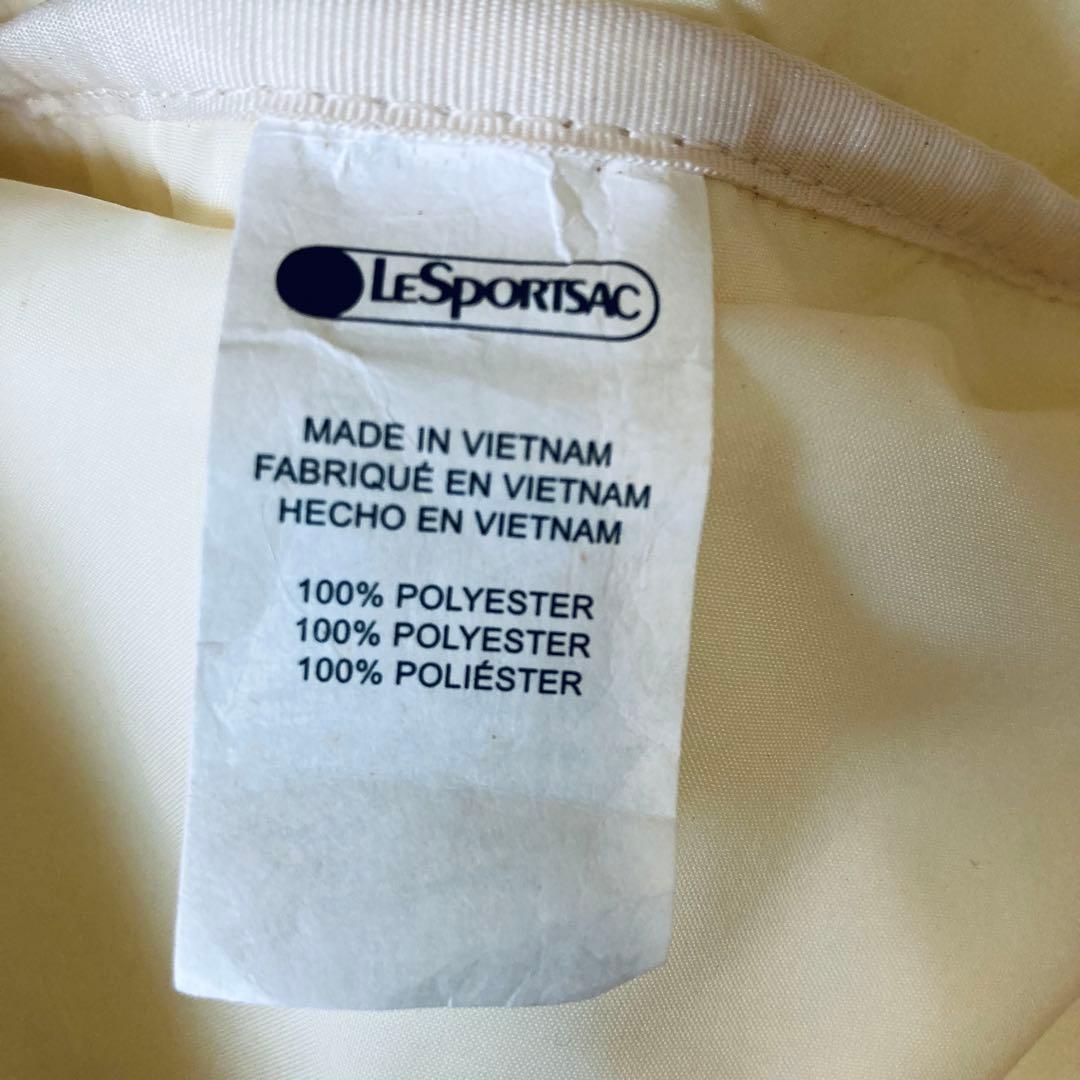 LESPORTSAC
MADE IN VIETNAM
FABRIQUÉ EN VIETNAM
HECHO EN VIETNAM
100% POLYESTER
100% POLYESTER
100% POLIÉSTER